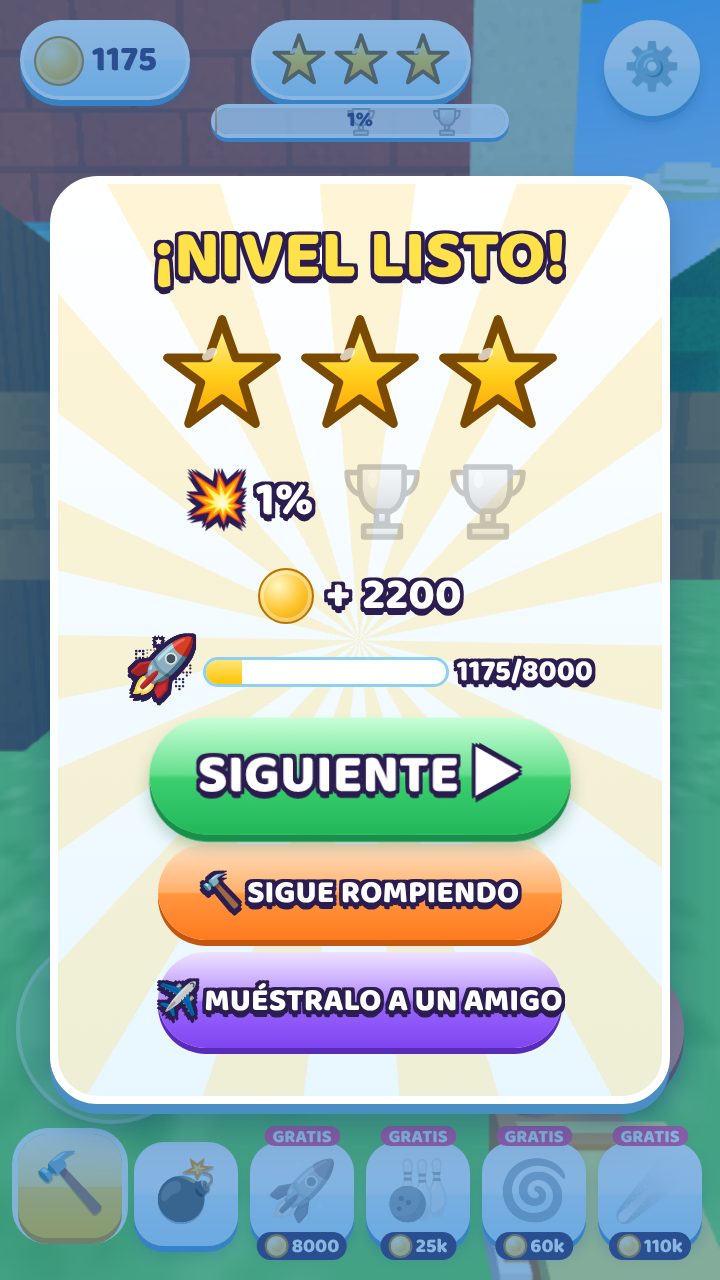 1175
1%
¡NIVEL LISTO!
1%
+ 2200
1175/8000
SIGUIENTE
SIGUE ROMPIENDO
MUÉSTRALO A UN AMIGO
GRATIS GRATIS GRATIS GRATIS
8000 25k 60k 110k